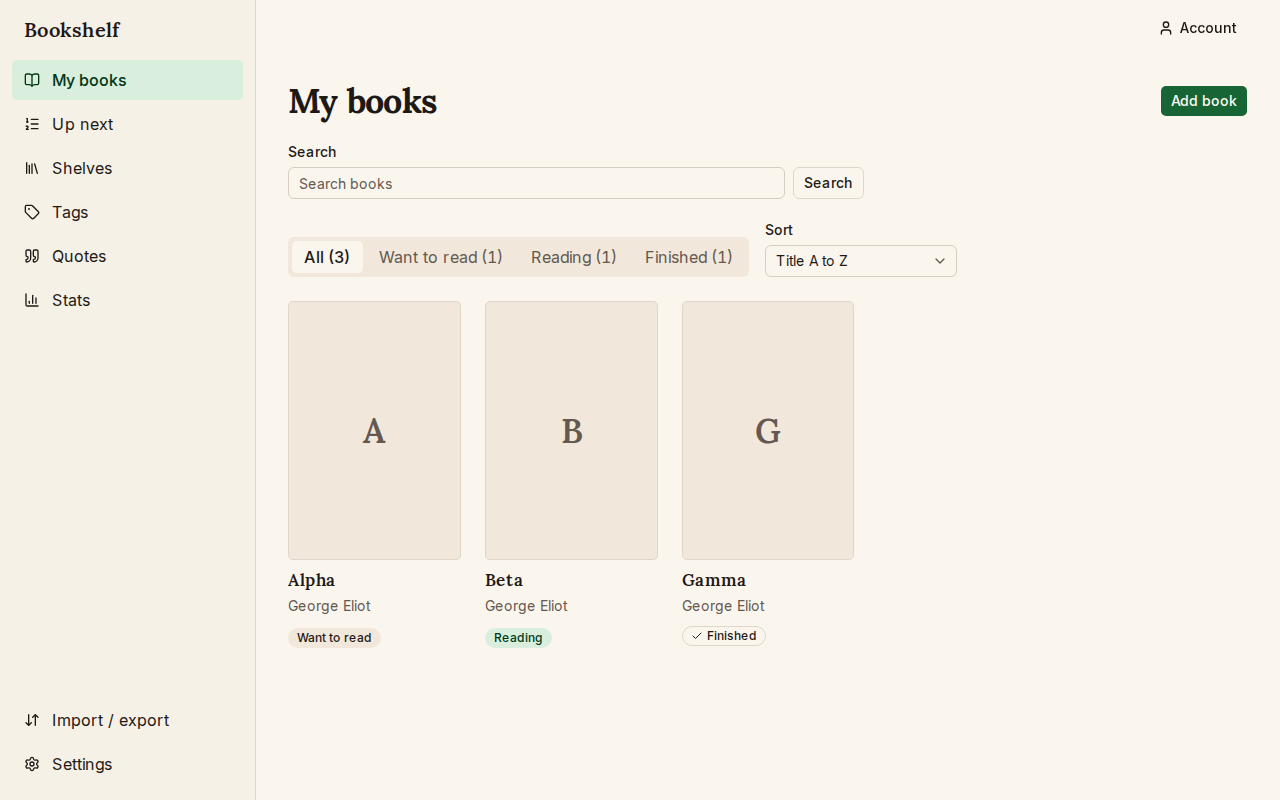 Bookshelf
Account
My books
Up next
Shelves
Tags
Quotes
Stats
Import / export
Settings
My books
Add book
Search
Search books
Search
All (3)
Want to read (1)
Reading (1)
Finished (1)
Sort
Title A to Z
A
B
G
Alpha
Beta
Gamma
George Eliot
George Eliot
George Eliot
Want to read
Reading
Finished